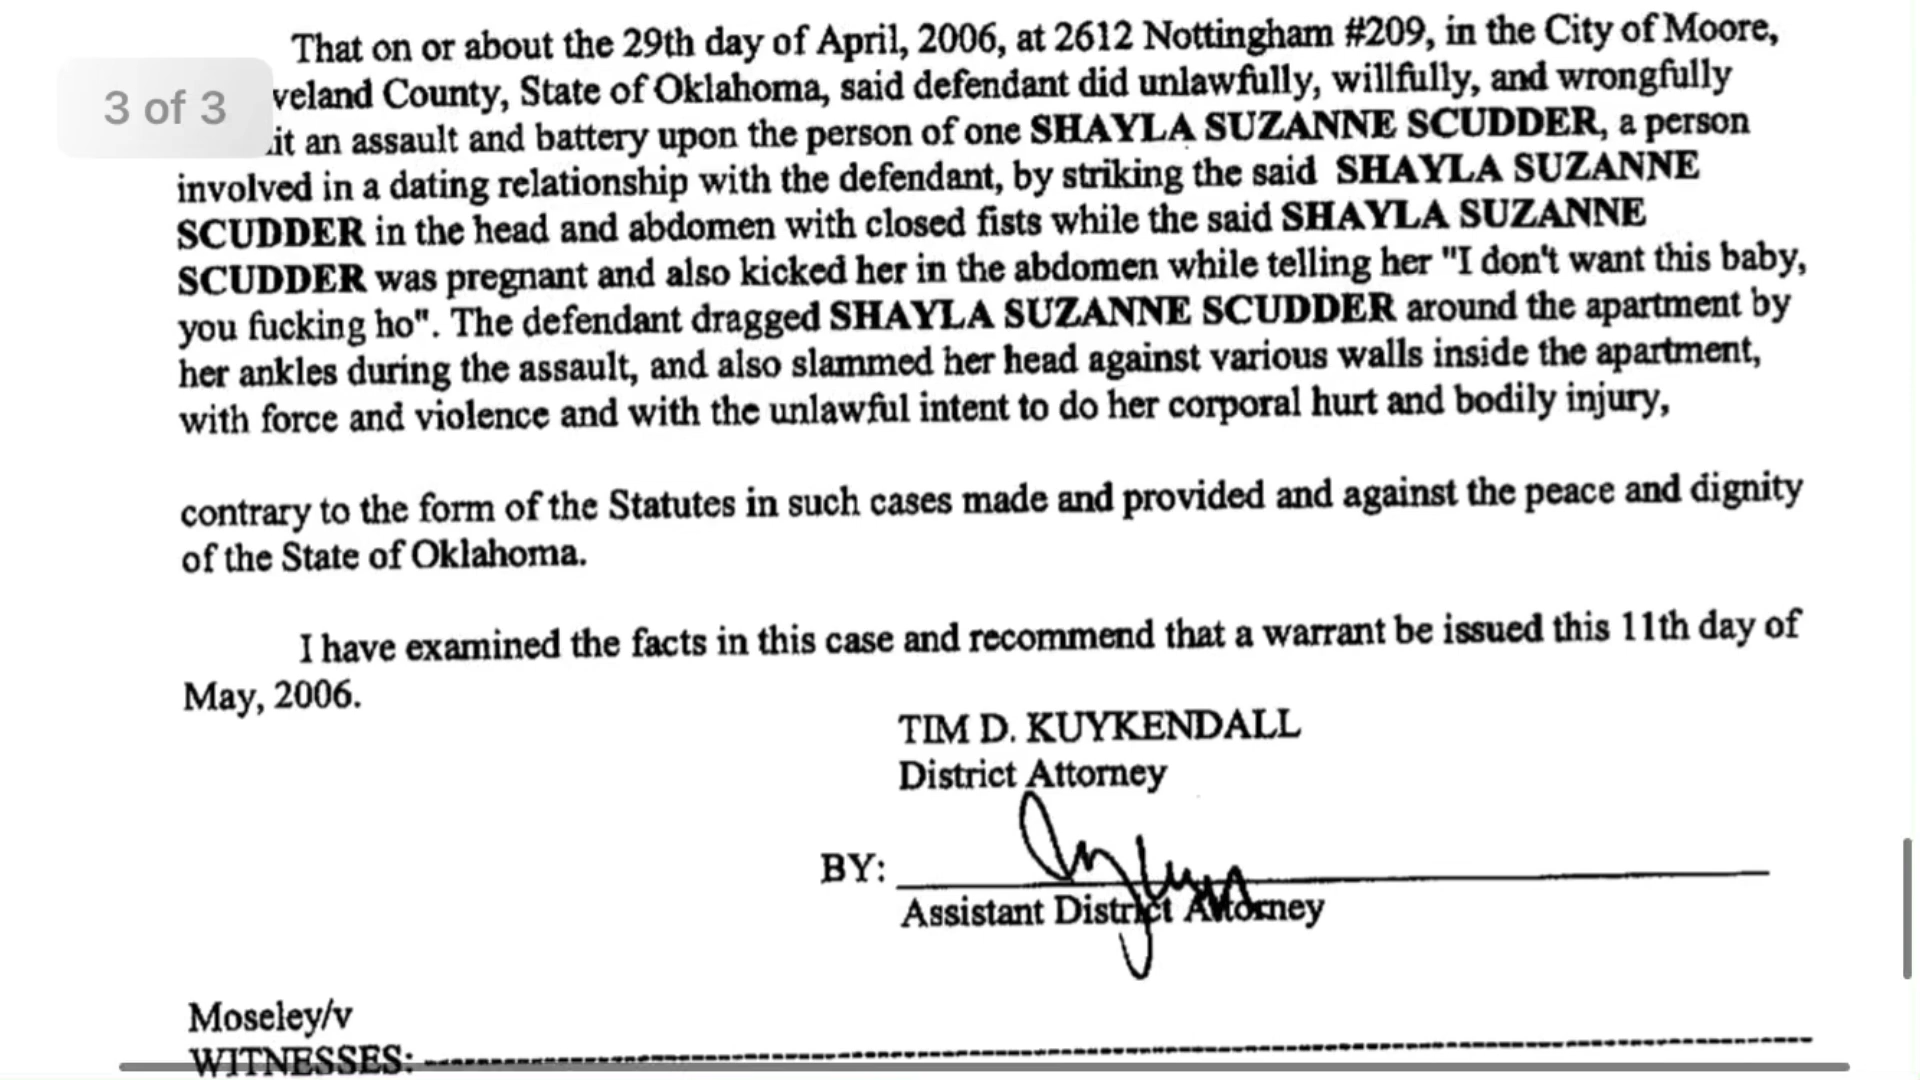 That on or about the 29th day of April, 2006, at 2612 Nottingham #209, in the City of Moore,
3 of 3
veland County, State of Oklahoma, said defendant did unlawfully, willfully, and wrongfully
it an assault and battery upon the person of one SHAYLA SUZANNE SCUDDER, a person
involved in a dating relationship with the defendant, by striking the said SHAYLA SUZANNE
SCUDDER in the head and abdomen with closed fists while the said SHAYLA SUZANNE
SCUDDER was pregnant and also kicked her in the abdomen while telling her "I don't want this baby,
you fucking ho". The defendant dragged SHAYLA SUZANNE SCUDDER around the apartment by
her ankles during the assault, and also slammed her head against various walls inside the apartment,
with force and violence and with the unlawful intent to do her corporal hurt and bodily injury,
contrary to the form of the Statutes in such cases made and provided and against the peace and dignity
of the State of Oklahoma.
I have examined the facts in this case and recommend that a warrant be issued this 11th day of
May, 2006.
TIM D. KUYKENDALL
District Attorney
BY:
Assistant District Attorney
Moseley/v
WITNESSES: